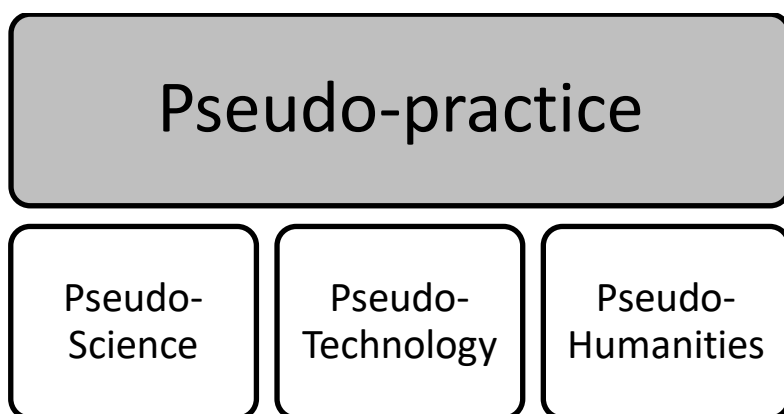 Pseudo-practice
Pseudo-
Science
Pseudo-
Technology
Pseudo-
Humanities